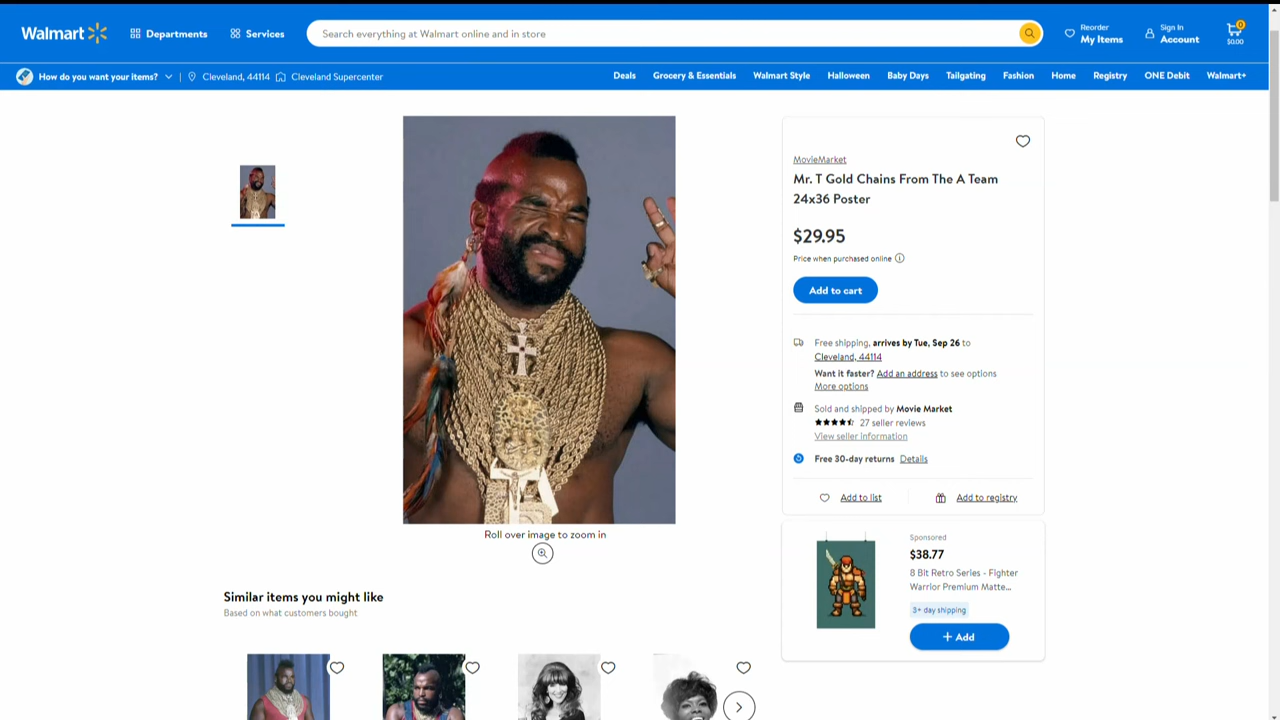 Walmart
Departments
Services
Search everything at Walmart online and in store
Reorder
My Items
Sign In
Account
0
$0.00
How do you want your items?
Cleveland, 44114
Cleveland Supercenter
Deals
Grocery & Essentials
Walmart Style
Halloween
Baby Days
Tailgating
Fashion
Home
Registry
ONE Debit
Walmart+
MovieMarket
Mr. T Gold Chains From The A Team
24x36 Poster
$29.95
Price when purchased online
Add to cart
Free shipping, arrives by Tue, Sep 26 to
Cleveland, 44114
Want it faster? Add an address to see options
More options
Sold and shipped by Movie Market
27 seller reviews
View seller information
Free 30-day returns Details
Add to list
Add to registry
Roll over image to zoom in
Sponsored
$38.77
8 Bit Retro Series - Fighter
Warrior Premium Matte...
3+ day shipping
+ Add
Similar items you might like
Based on what customers bought